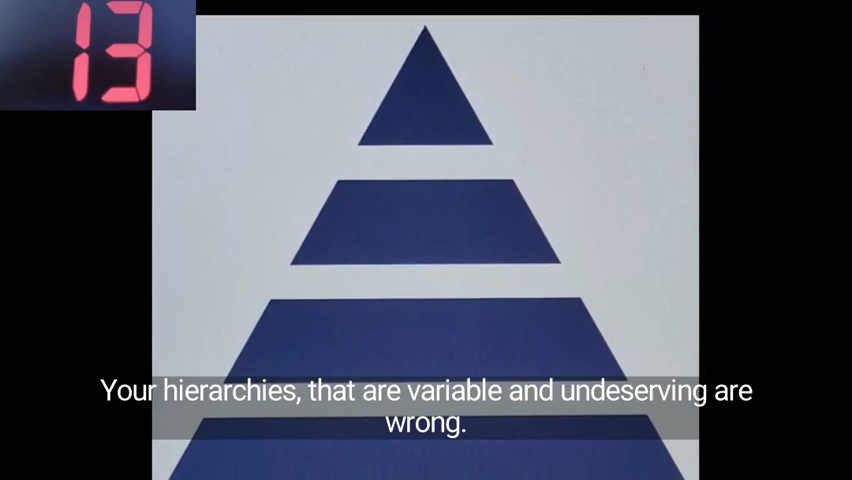 13
Your hierarchies, that are variable and undeserving are
wrong.